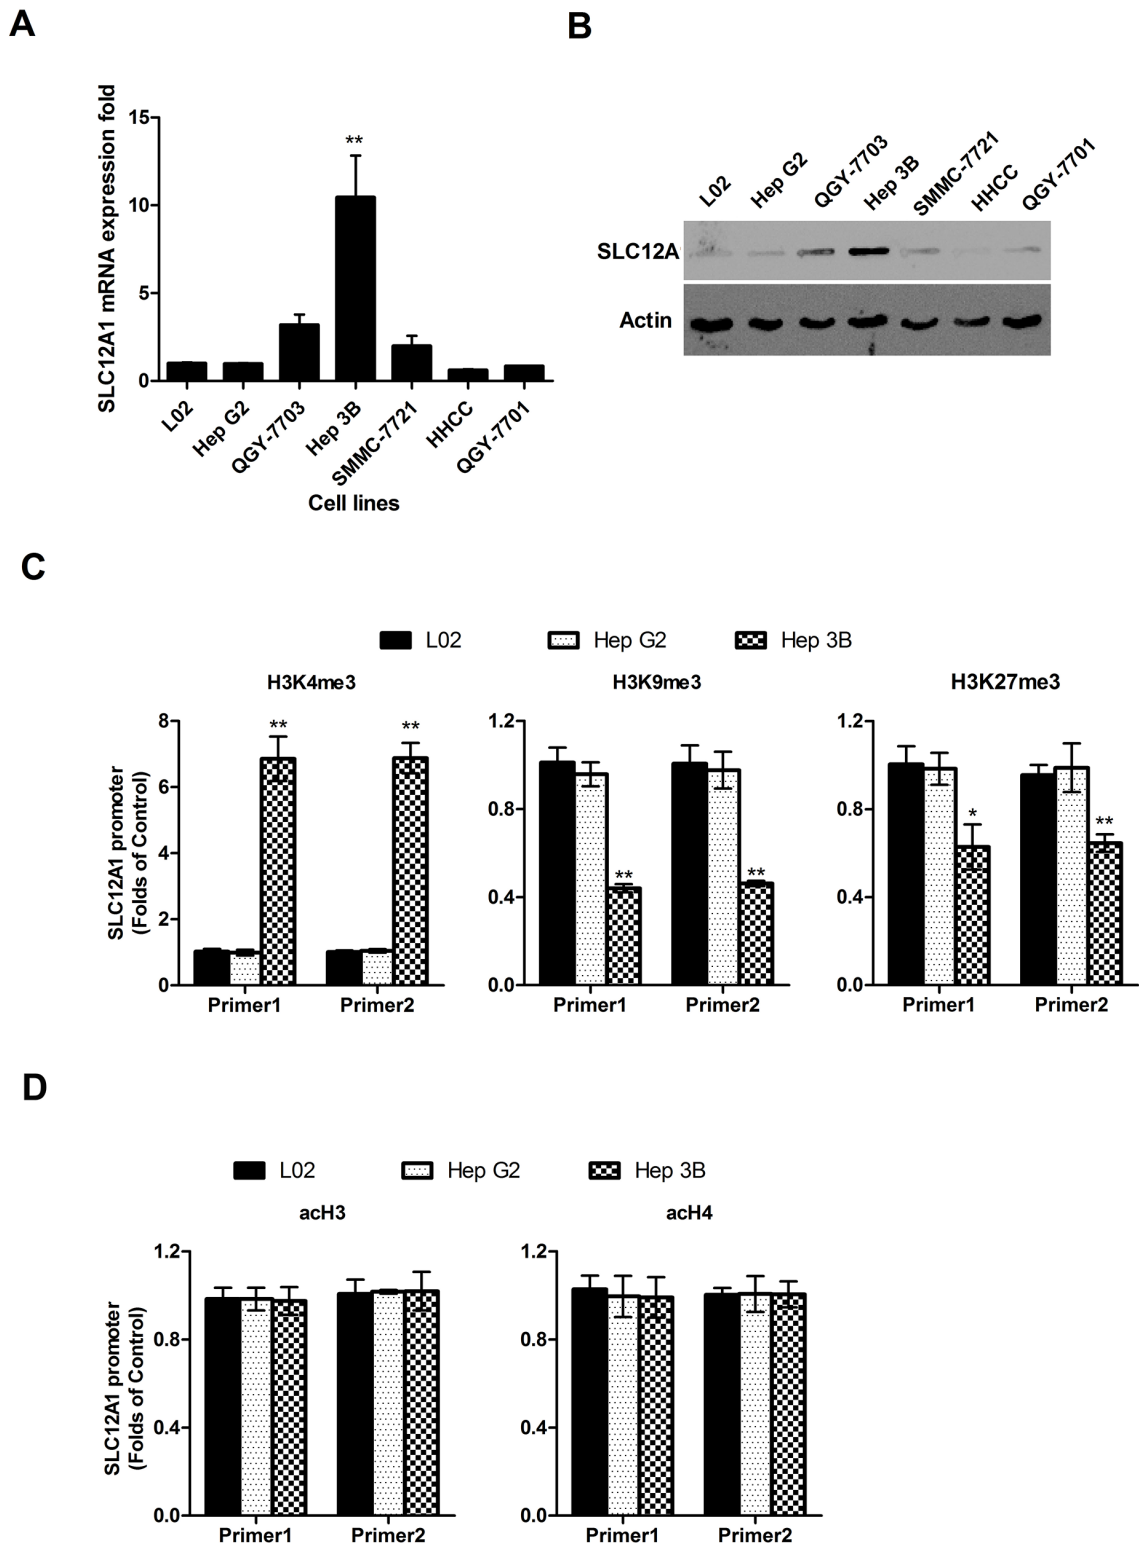 A
SLC12A1 mRNA expression fold
15
10
5
0
**
L02
Hep G2
QGY-7703
Hep 3B
SMMC-7721
HHCC
QGY-7701
Cell lines
B
L02
Hep G2
QGY-7703
Hep 3B
SMMC-7721
HHCC
QGY-7701
SLC12A
Actin
C
L02
Hep G2
Hep 3B
H3K4me3
SLC12A1 promoter
(Folds of Control)
8
6
4
2
0
**
**
Primer1
Primer2
H3K9me3
1.2
0.8
0.4
0.0
**
**
Primer1
Primer2
H3K27me3
1.2
0.8
0.4
0.0
*
**
Primer1
Primer2
D
L02
Hep G2
Hep 3B
acH3
SLC12A1 promoter
(Folds of Control)
1.2
0.8
0.4
0.0
Primer1
Primer2
acH4
1.2
0.8
0.4
0.0
Primer1
Primer2